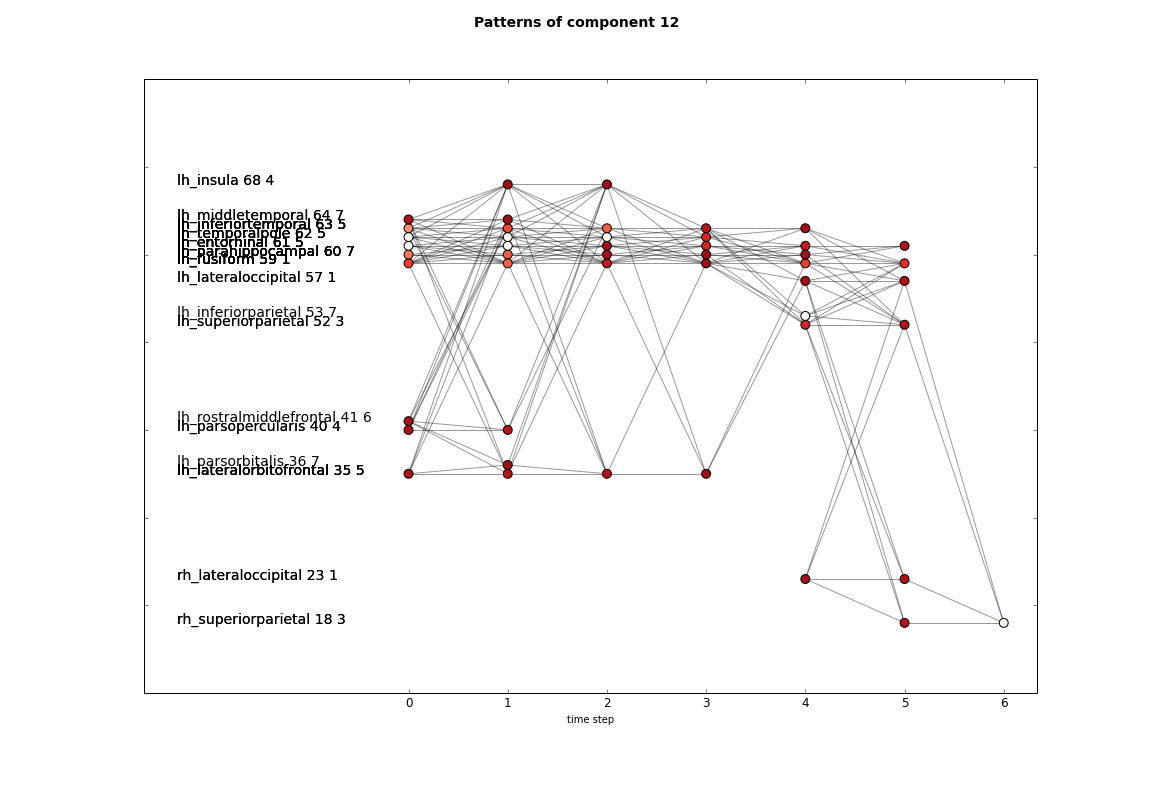 Patterns of component 12
lh_insula 68 4
lh_middletemporal 64 7
lh_inferiortemporal 63 5
lh_temporalpole 62 5
lh_entorhinal 61 5
lh_parahippocampal 60 7
lh_fusiform 59 1
lh_lateraloccipital 57 1
lh_inferiorparietal 53 7
lh_superiorparietal 52 3
lh_rostralmiddlefrontal 41 6
lh_parsopercularis 40 4
lh_parsorbitalis 36 7
lh_lateralorbitofrontal 35 5
rh_lateraloccipital 23 1
rh_superiorparietal 18 3
0 1 2 3 4 5 6
time step